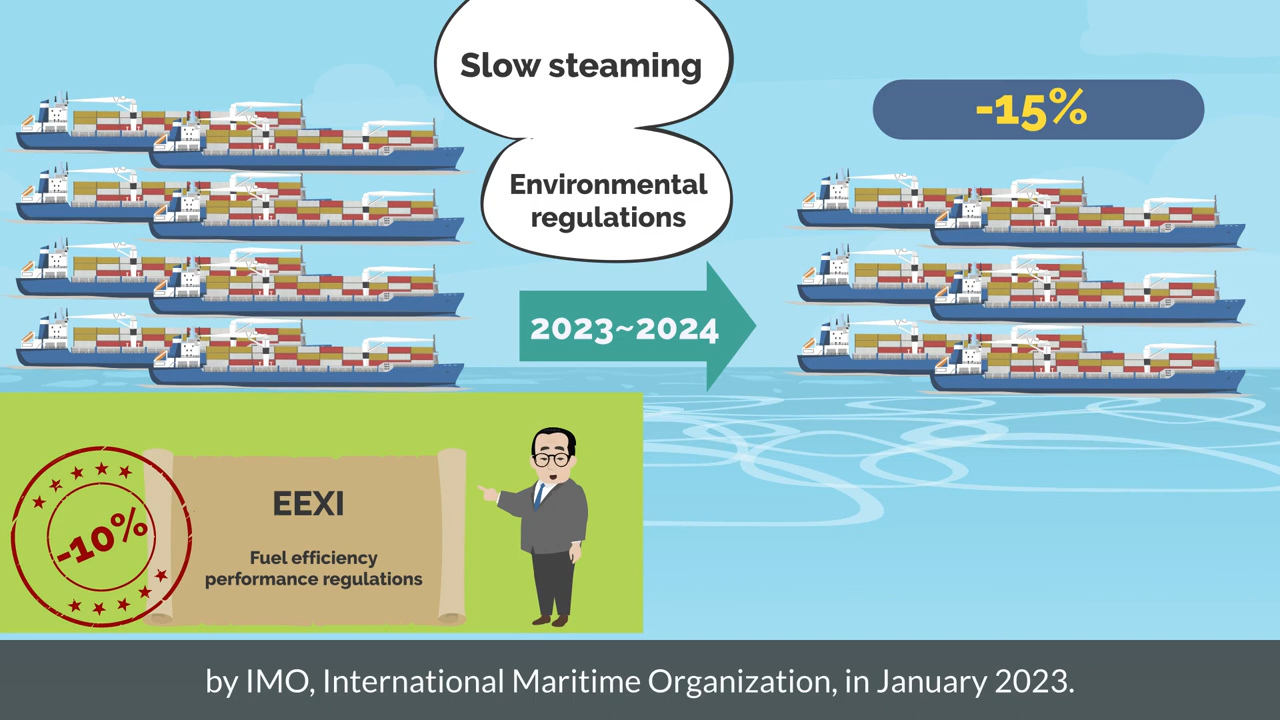 Slow steaming
Environmental
regulations
-15%
2023~2024
-10%
EEXI
Fuel efficiency
performance regulations
by IMO, International Maritime Organization, in January 2023.